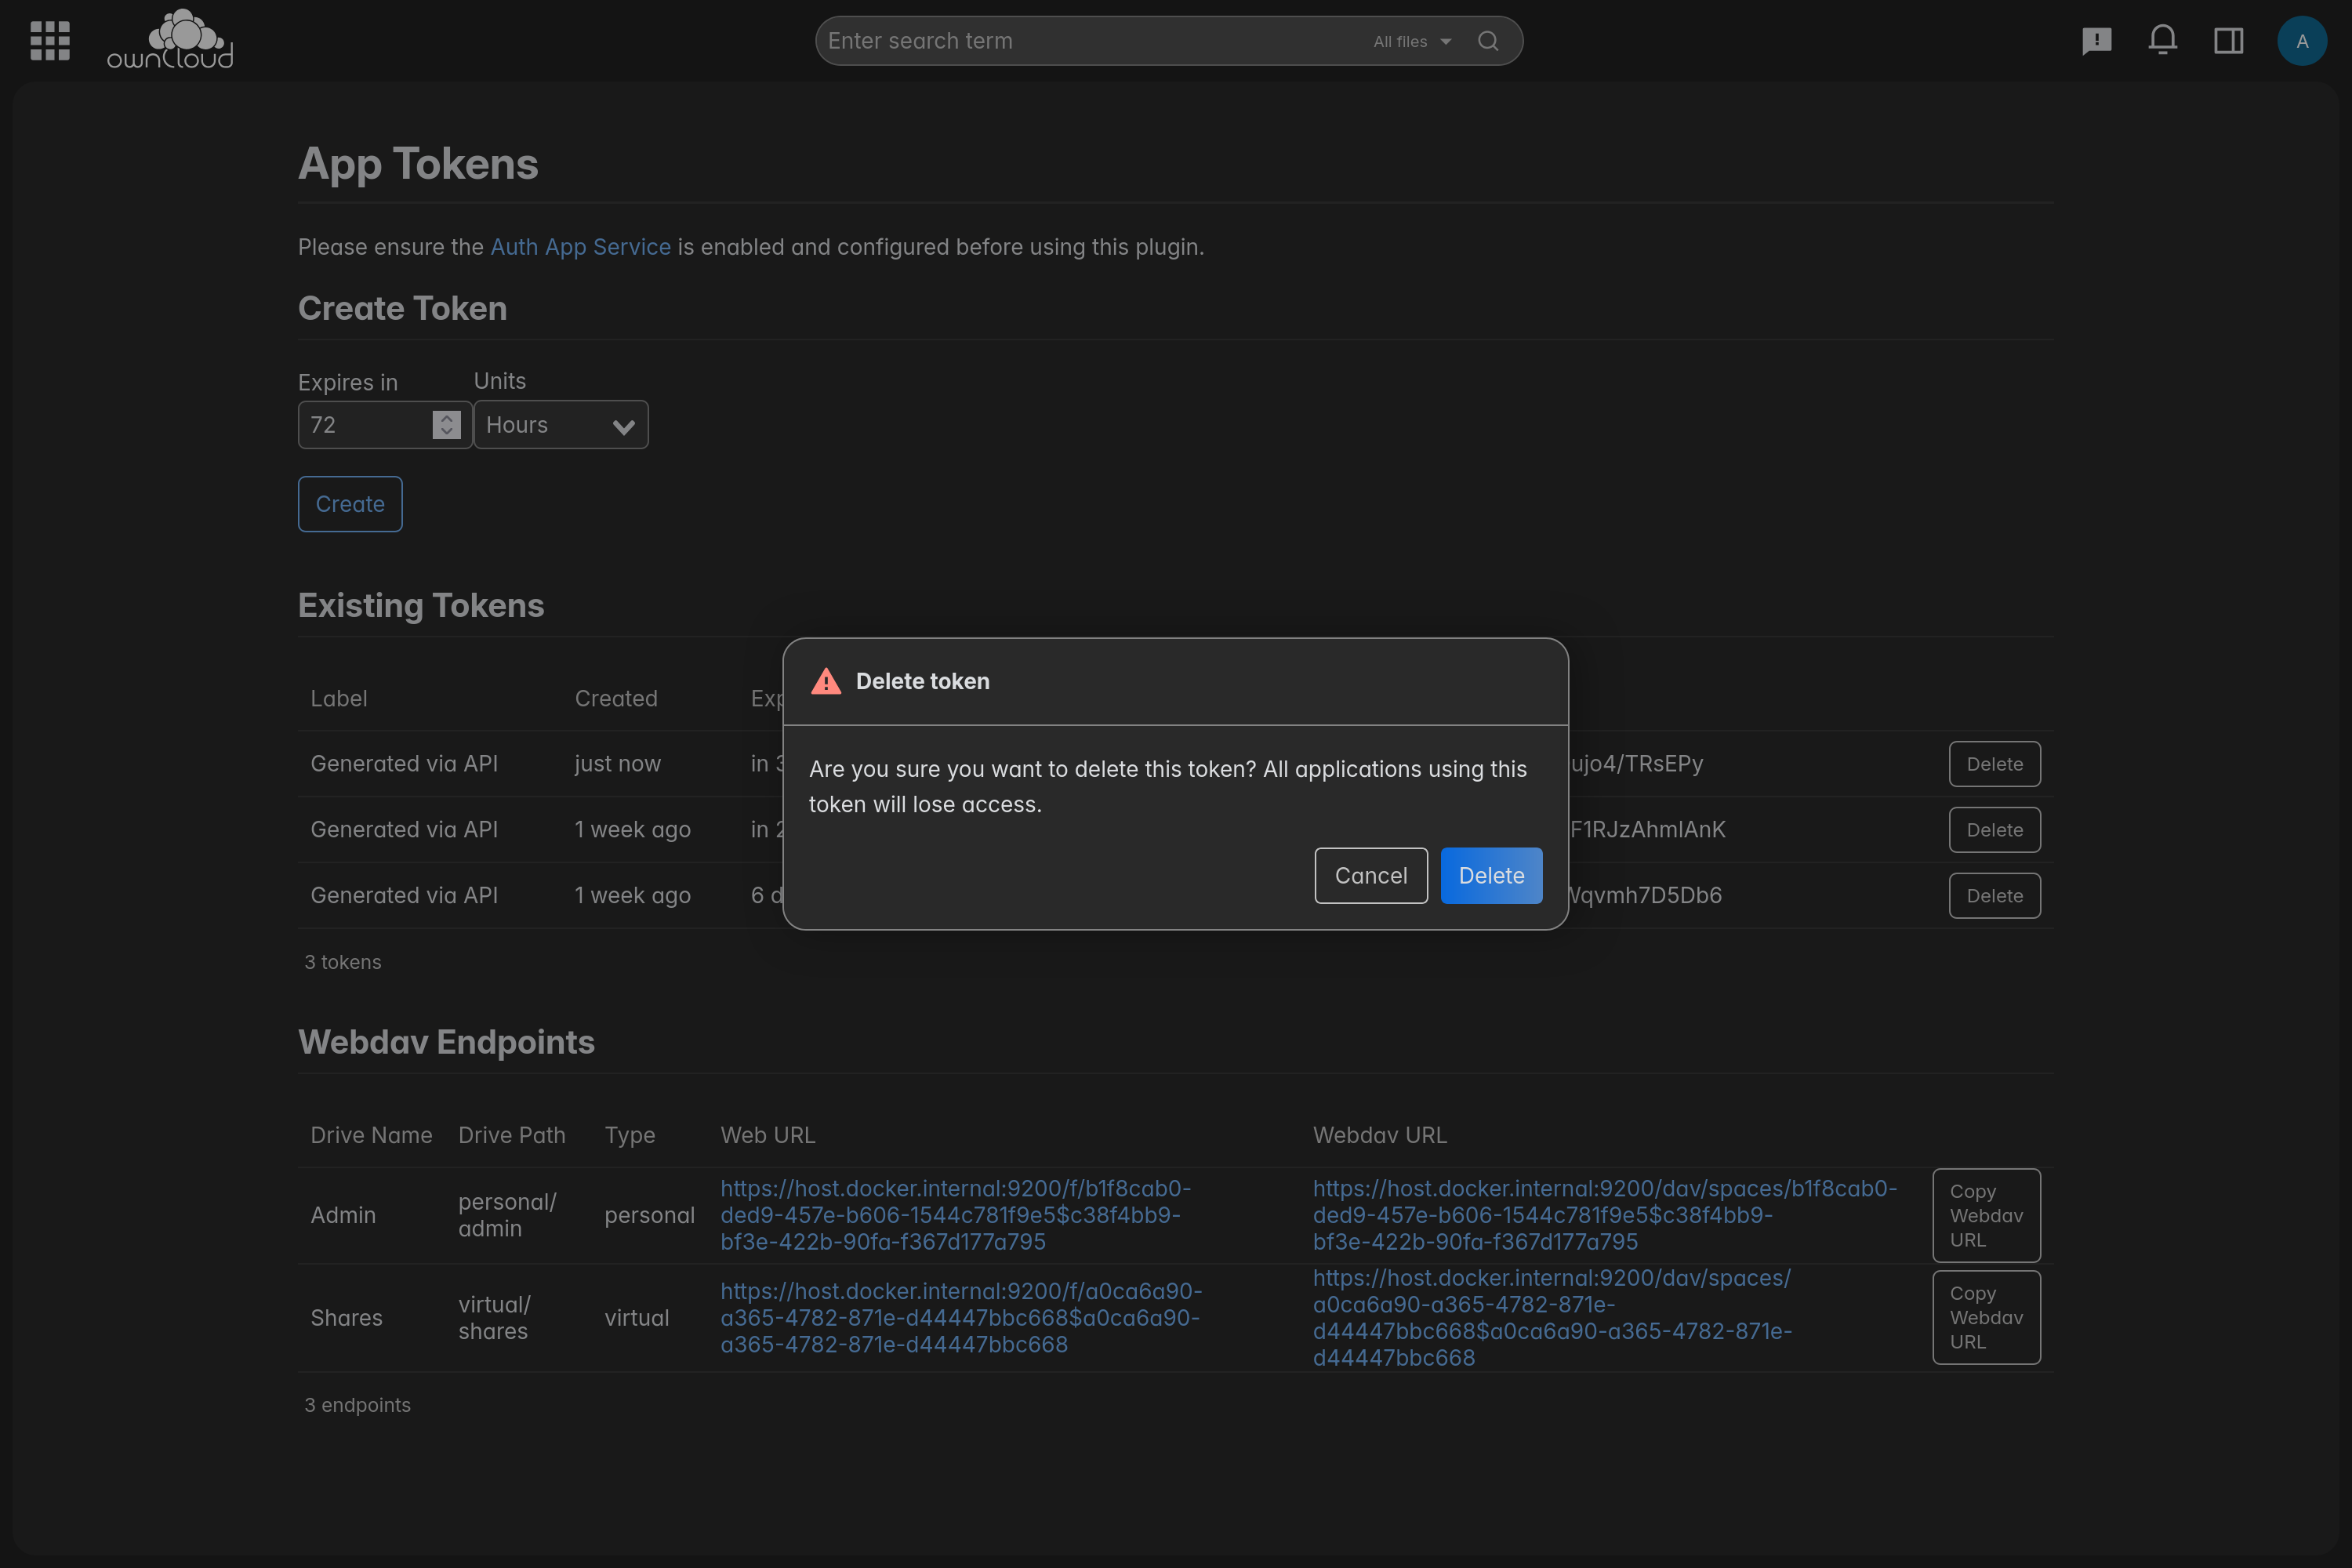 ownCloud
Enter search term
All files
A
App Tokens
Please ensure the Auth App Service is enabled and configured before using this plugin.
Create Token
Expires in
Units
72
Hours
Create
Existing Tokens
Label Created
Generated via API just now in ujo4/TRsEPy Delete
Generated via API 1 week ago in F1RJzAhmIAnK Delete
Generated via API 1 week ago 6 qvmh7D5Db6 Delete
3 tokens
Delete token
Are you sure you want to delete this token? All applications using this
token will lose access.
Cancel
Delete
Webdav Endpoints
Drive Name Drive Path Type Web URL Webdav URL
Admin
personal/
admin
personal
https://host.docker.internal:9200/f/b1f8cab0-
ded9-457e-b606-1544c781f9e5$c38f4bb9-
bf3e-422b-90fa-f367d177a795
https://host.docker.internal:9200/dav/spaces/b1f8cab0-
ded9-457e-b606-1544c781f9e5$c38f4bb9-
bf3e-422b-90fa-f367d177a795
Copy
Webdav
URL
Shares
virtual/
shares
virtual
https://host.docker.internal:9200/f/a0ca6a90-
a365-4782-871e-d44447bbc668$a0ca6a90-
a365-4782-871e-d44447bbc668
https://host.docker.internal:9200/dav/spaces/
a0ca6a90-a365-4782-871e-
d44447bbc668$a0ca6a90-a365-4782-871e-
d44447bbc668
Copy
Webdav
URL
3 endpoints